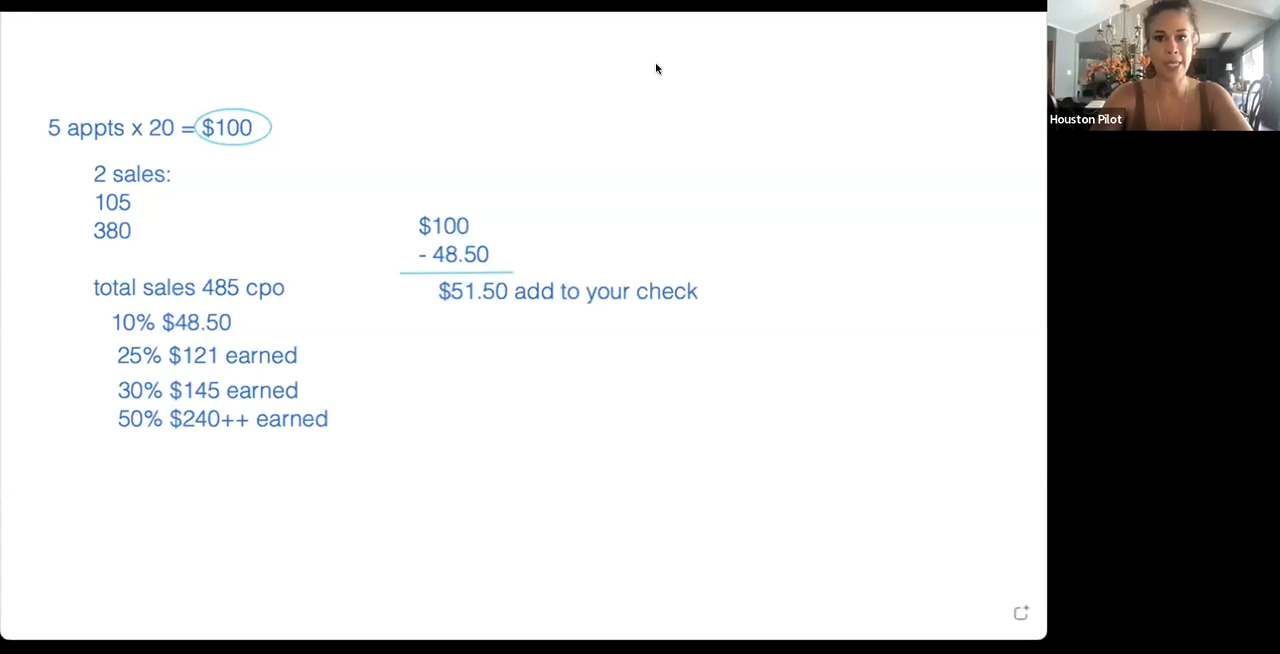 5 appts x 20 = $100
2 sales:
105
380
total sales 485 cpo
10% $48.50
25% $121 earned
30% $145 earned
50% $240++ earned
$100
- 48.50
$51.50 add to your check
Houston Pilot